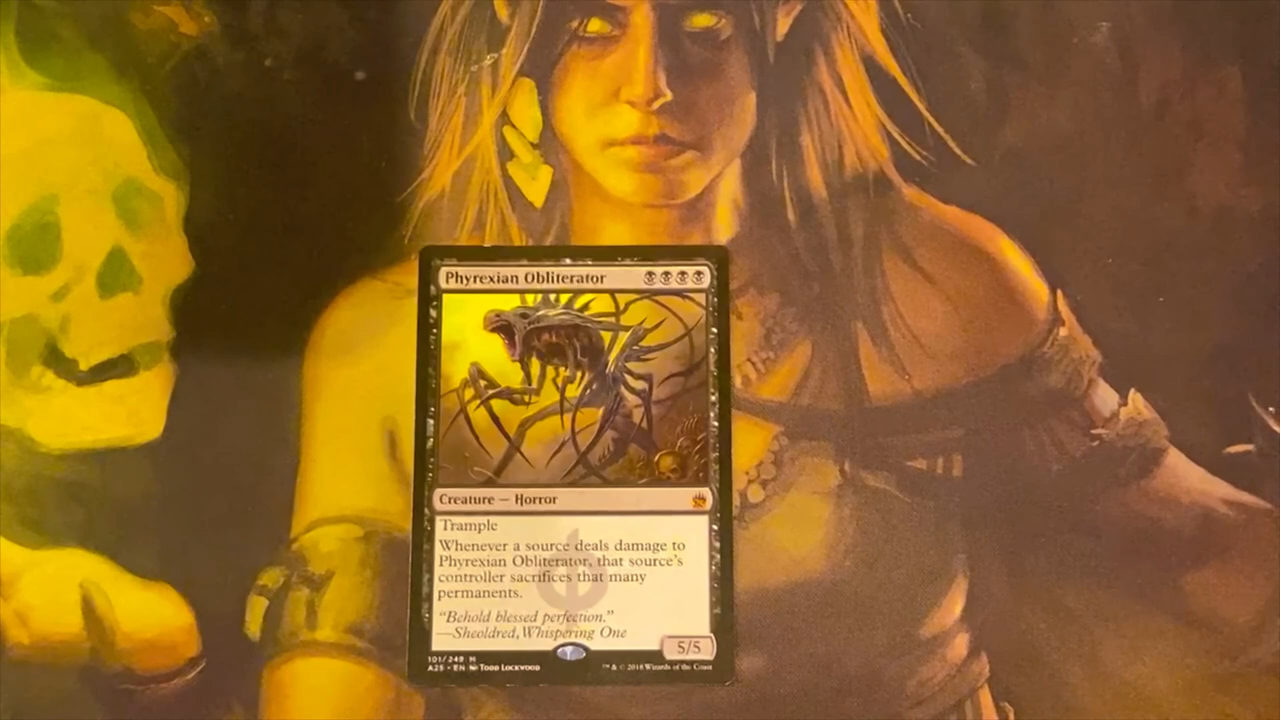 Phyrexian Obliterator
Creature — Horror
Trample
Whenever a source deals damage to
Phyrexian Obliterator, that source's
controller sacrifices that many
permanents.
"Behold blessed perfection."
—Sheoldred, Whispering One
5/5
101/249 M
A25 • EN Todd Lockwood
™ & © 2018 Wizards of the Coast